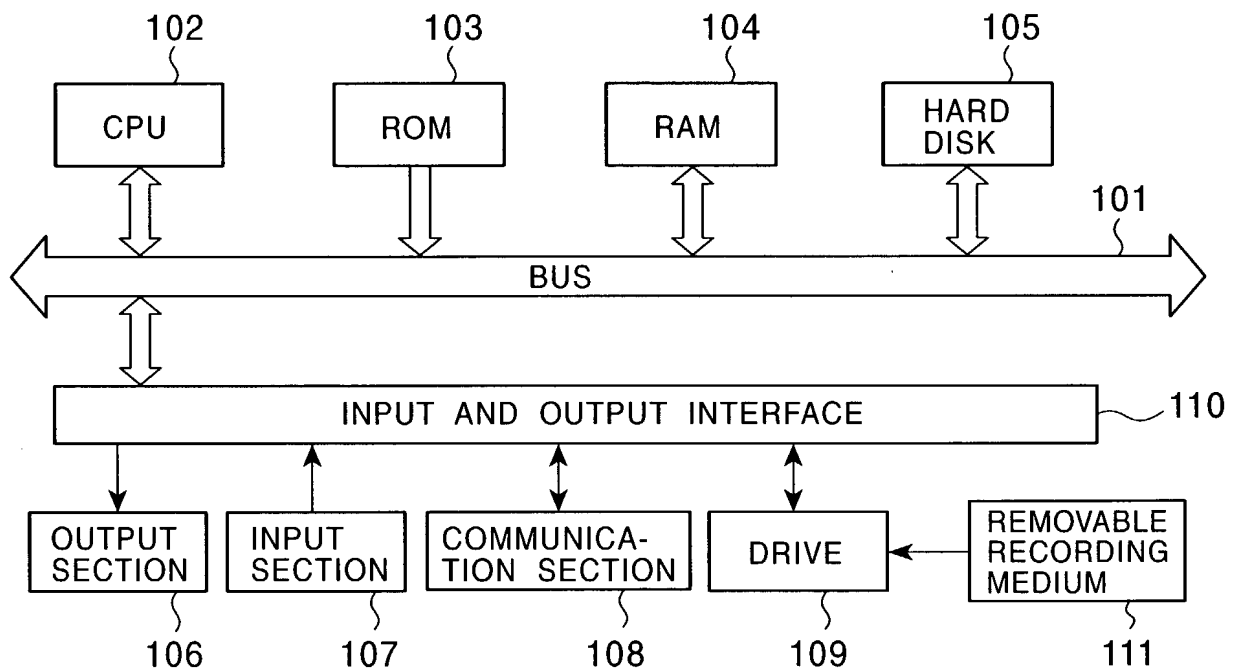 102
103
104
105
CPU
ROM
RAM
HARD
DISK
101
BUS
INPUT AND OUTPUT INTERFACE
110
OUTPUT
SECTION
INPUT
SECTION
COMMUNICA-
TION SECTION
DRIVE
REMOVABLE
RECORDING
MEDIUM
106
107
108
109
111